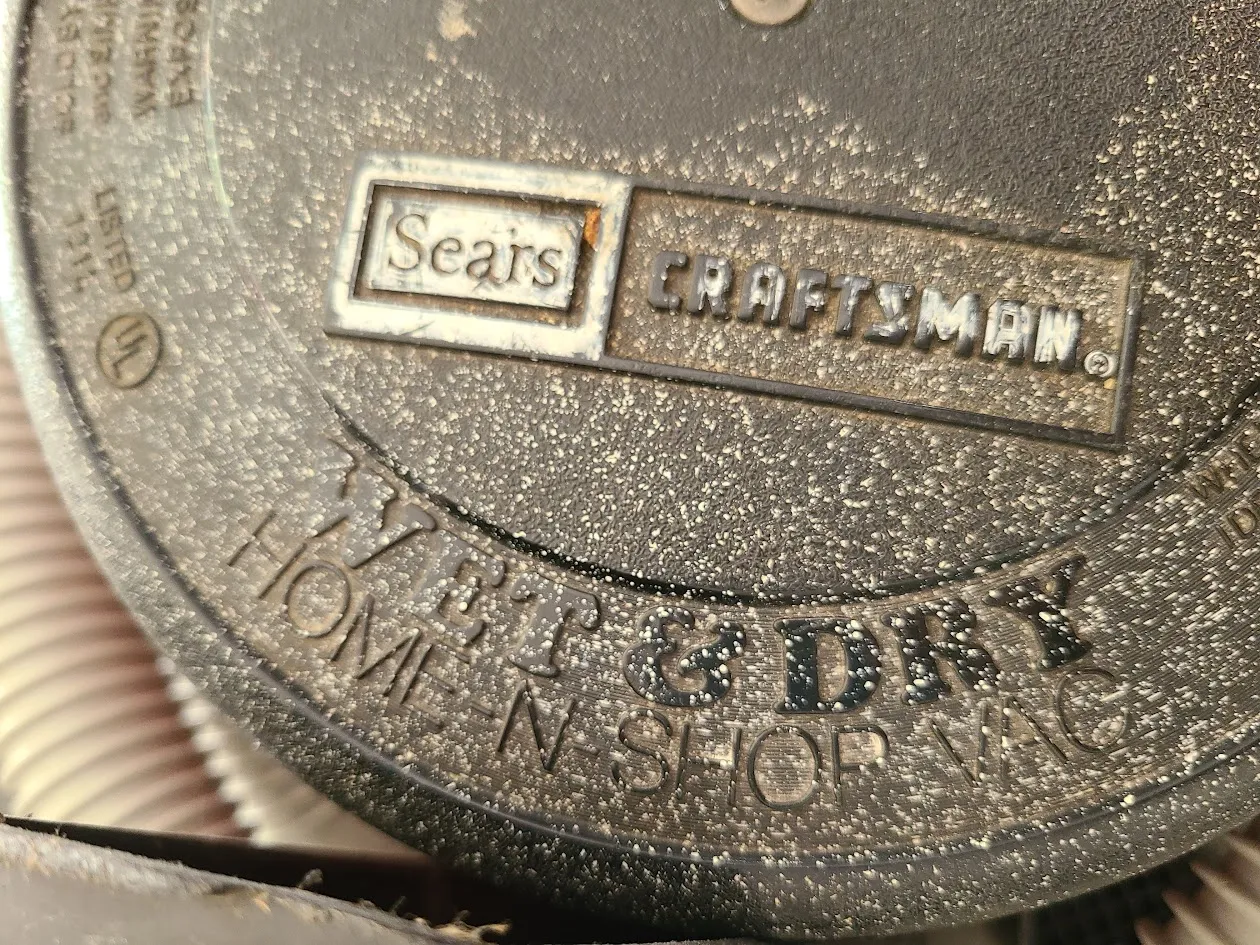 Sears
CRAFTSMAN®
WET & DRY
HOME-N-SHOP VAC
LISTED
UL